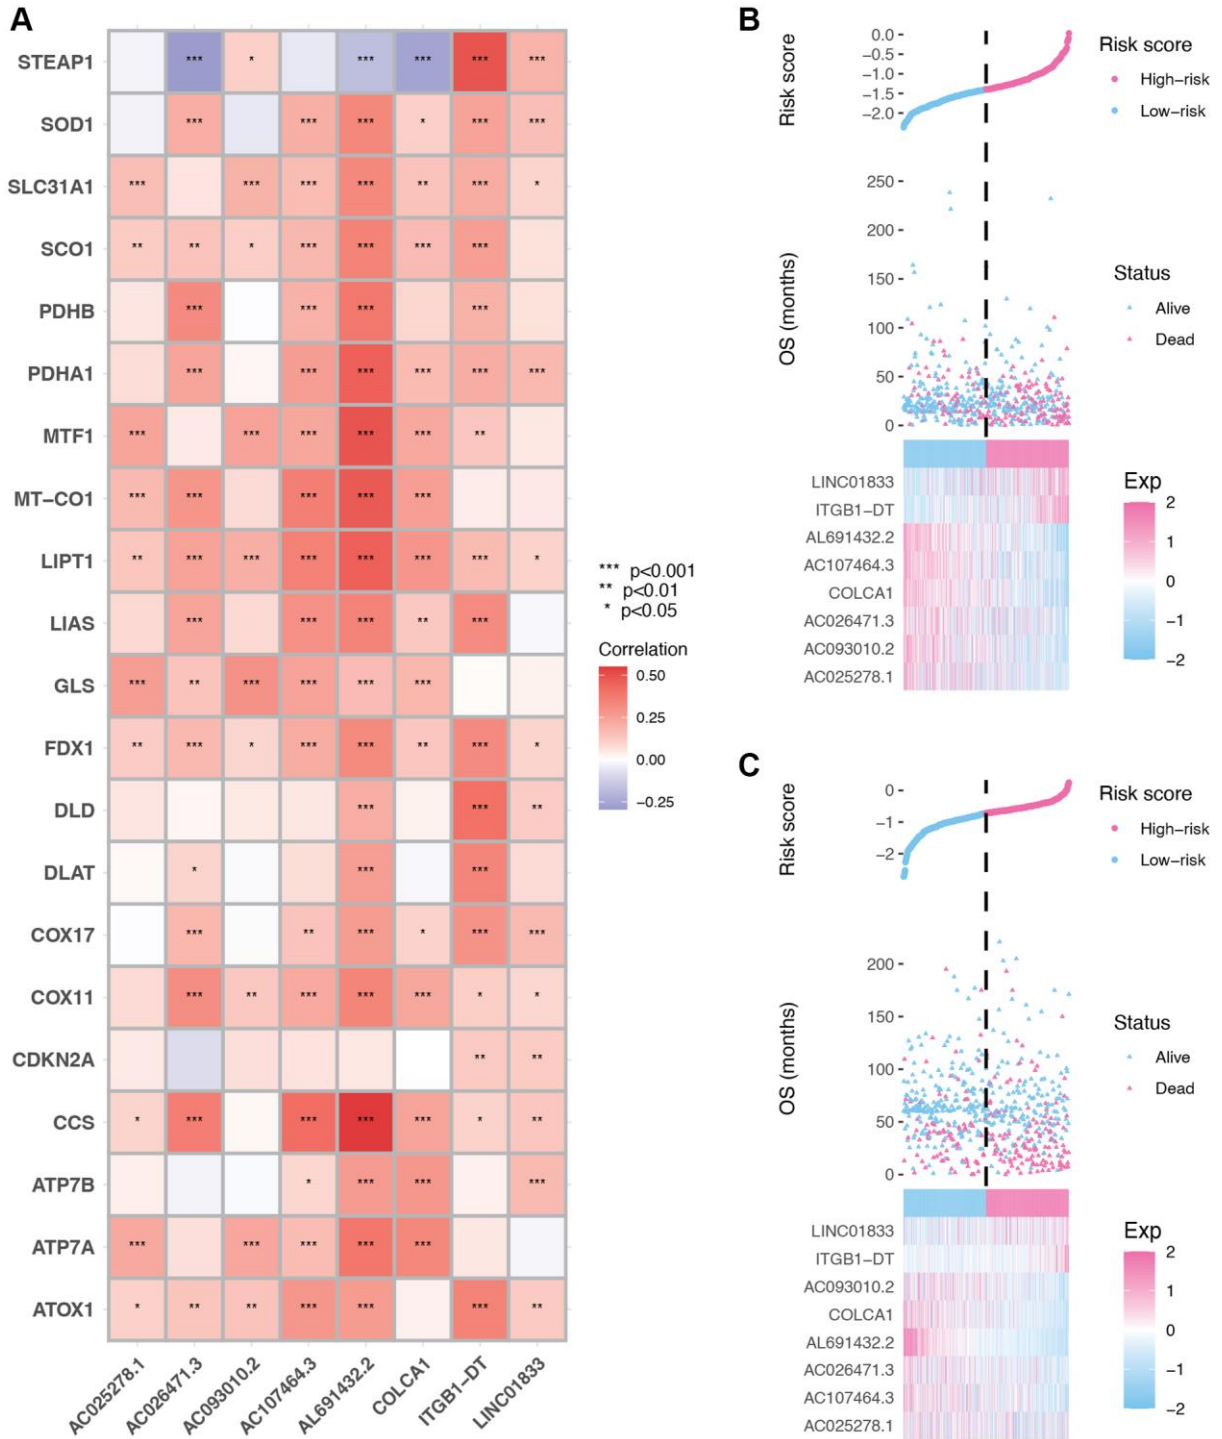 A
STEAP1 *** * *** *** *** ***
SOD1 *** *** *** * *** ***
SLC31A1 *** *** *** *** ** *** *
SCO1 ** ** * *** *** *** ***
PDHB *** *** *** ***
PDHA1 *** *** *** *** *** ***
MTF1 *** *** *** *** *** **
MT−CO1 *** *** *** *** ***
LIPT1 ** *** *** *** *** *** *** *
LIAS *** *** *** ** ***
GLS *** ** *** *** *** ***
FDX1 ** *** * *** *** ** *** *
DLD *** *** **
DLAT * *** ***
COX17 *** ** *** * *** ***
COX11 *** ** *** *** *** * *
CDKN2A ** **
CCS * *** *** *** *** * **
ATP7B * *** *** ***
ATP7A *** *** *** *** ***
ATOX1 * ** ** *** *** *** **
AC025278.1 AC026471.3 AC093010.2 AC107464.3 AL691432.2 COLCA1 ITGB1−DT LINC01833
*** p<0.001
** p<0.01
* p<0.05
Correlation
0.50
0.25
0.00
−0.25
B
Risk score
0.0
−0.5
−1.0
−1.5
−2.0
Risk score
High−risk
Low−risk
OS (months)
250
200
150
100
50
0
Status
Alive
Dead
LINC01833
ITGB1−DT
AL691432.2
AC107464.3
COLCA1
AC026471.3
AC093010.2
AC025278.1
Exp
2
1
0
−1
−2
C
Risk score
0
−1
−2
Risk score
High−risk
Low−risk
OS (months)
200
150
100
50
0
Status
Alive
Dead
LINC01833
ITGB1−DT
AC093010.2
COLCA1
AL691432.2
AC026471.3
AC107464.3
AC025278.1
Exp
2
1
0
−1
−2